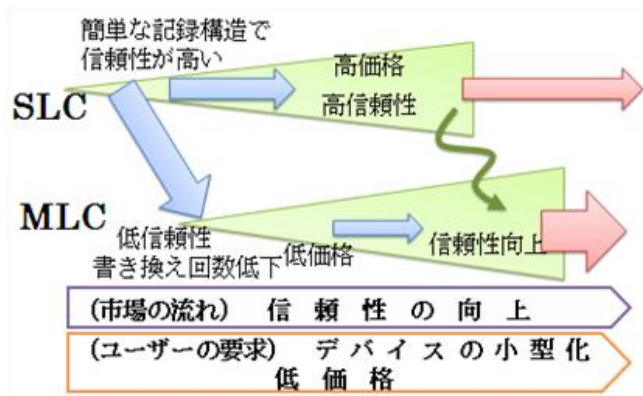 簡単な記録構造で
信頼性が高い
高価格
SLC
高信頼性
MLC
低信頼性
書き換え回数低下
低価格
信頼性向上
(市場の流れ) 信頼性の向上
(ユーザーの要求) デバイスの小型化
低価格